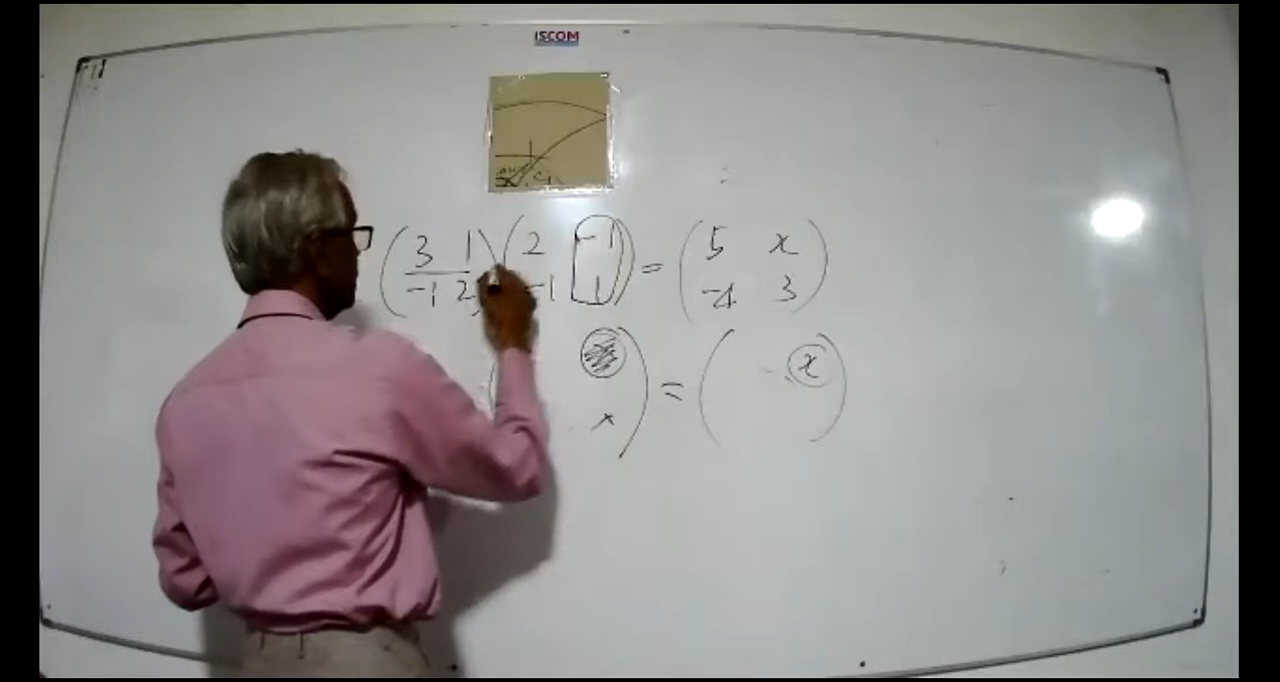 ISCOM
(3 1) (2 -1) = (5 x)
(-1 2) (-1 1) (-4 3)
( ) = ( x )
x